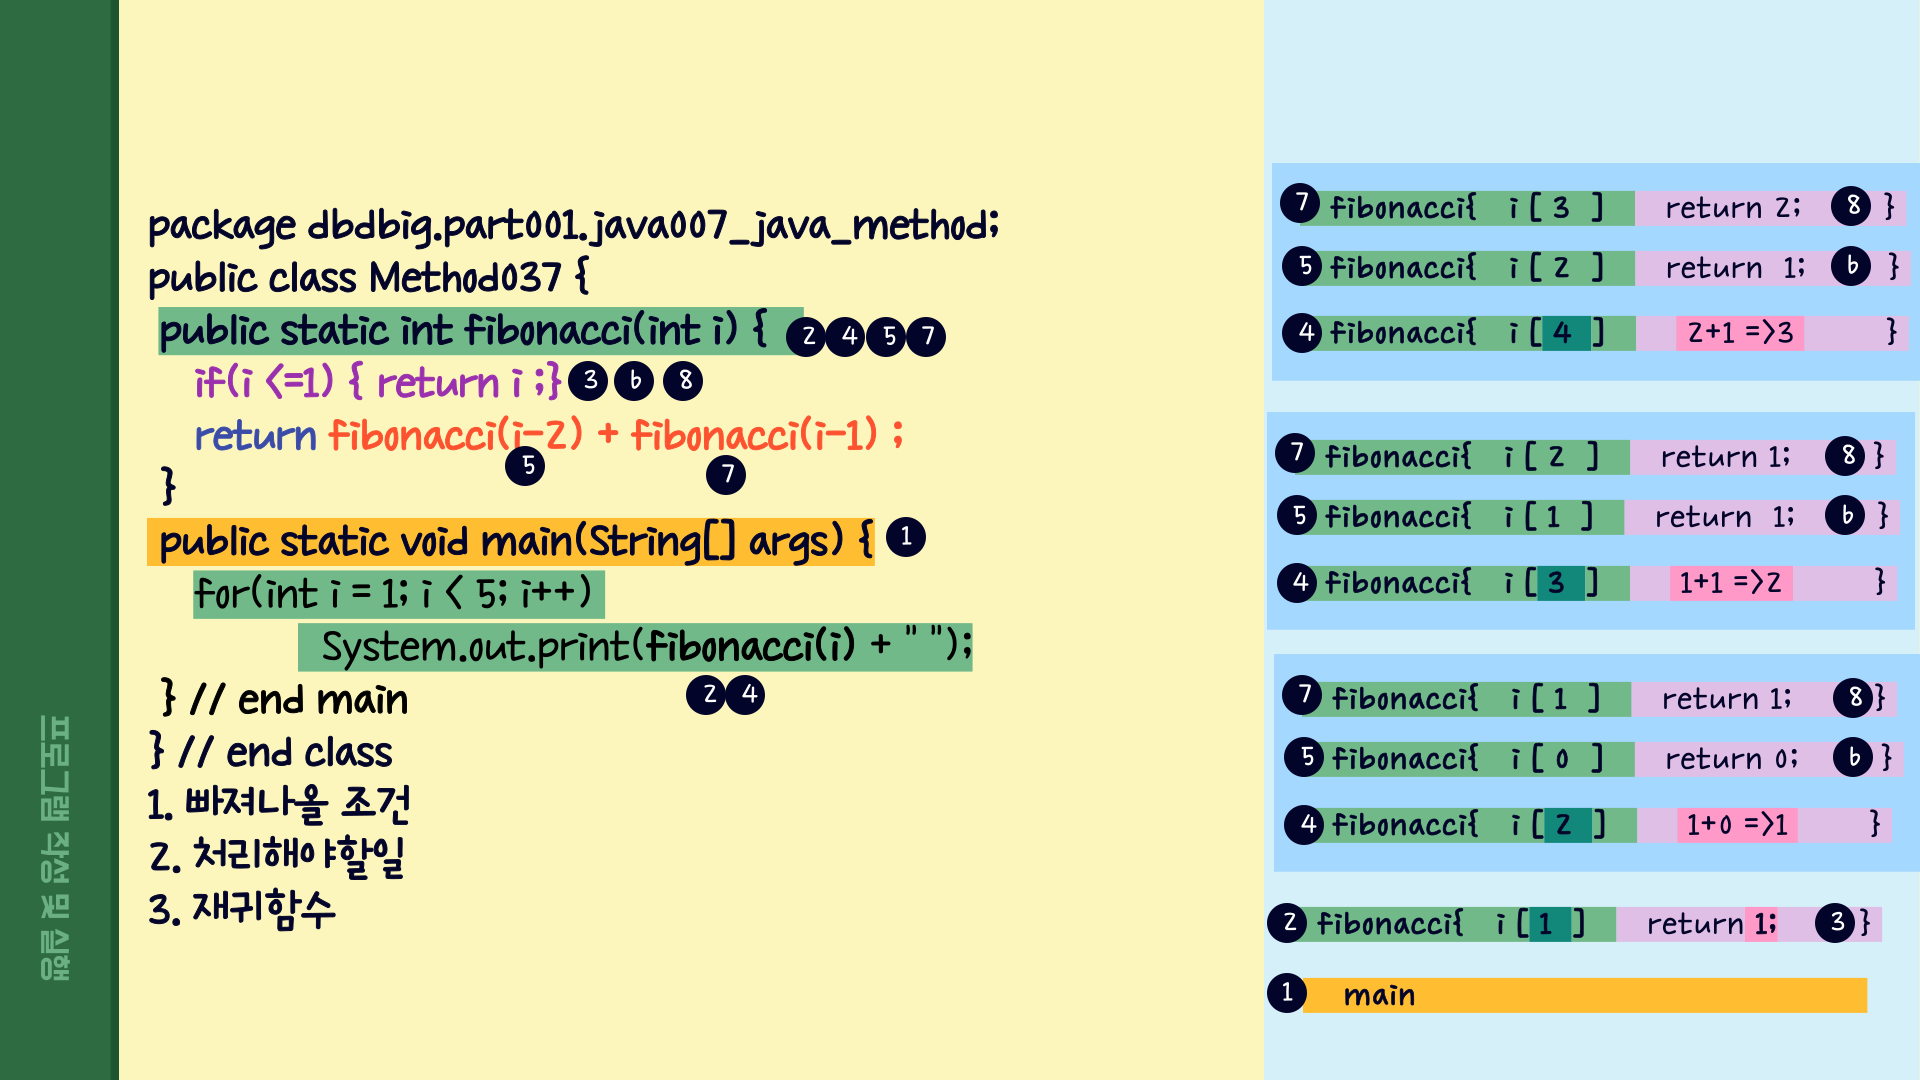 프로그램 작성 및 실행
package dbdbig.part001.java007_java_method;
public class Method037 {
public static int fibonacci(int i) { 2 4 5 7
if(i <=1) { return i ;} 3 6 8
return fibonacci(i-2) + fibonacci(i-1) ;
5 7
}
public static void main(String[] args) { 1
for(int i = 1; i < 5; i++)
System.out.print(fibonacci(i) + " ");
} // end main 2 4
} // end class
1. 빠져나올 조건
2. 처리해야할일
3. 재귀함수
7 fibonacci{ i [ 3 ] return 2; 8 }
5 fibonacci{ i [ 2 ] return 1; 6 }
4 fibonacci{ i [ 4 ] 2+1 =>3 }
7 fibonacci{ i [ 2 ] return 1; 8 }
5 fibonacci{ i [ 1 ] return 1; 6 }
4 fibonacci{ i [ 3 ] 1+1 =>2 }
7 fibonacci{ i [ 1 ] return 1; 8 }
5 fibonacci{ i [ 0 ] return 0; 6 }
4 fibonacci{ i [ 2 ] 1+0 =>1 }
2 fibonacci{ i [ 1 ] return 1; 3 }
1 main